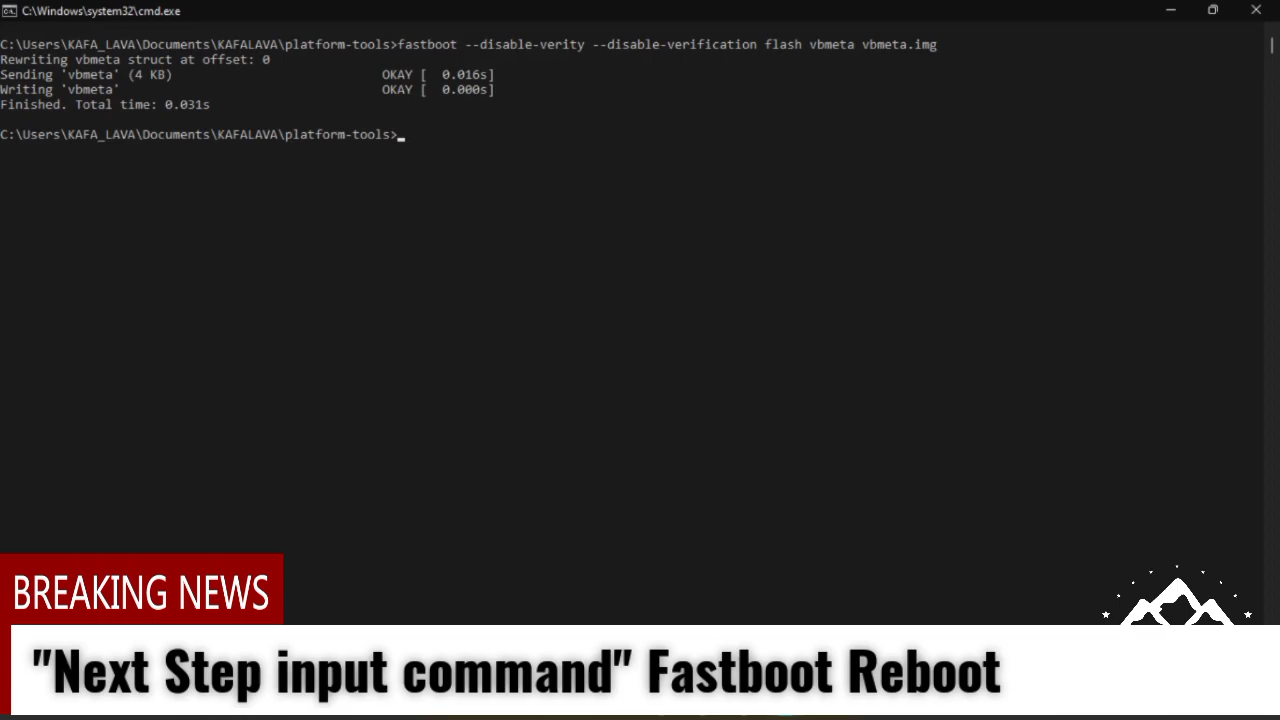 C:\Windows\system32\cmd.exe
C:\Users\KAFA_LAVA\Documents\KAFALAVA\platform-tools>fastboot --disable-verity --disable-verification flash vbmeta vbmeta.img
Rewriting vbmeta struct at offset: 0
Sending 'vbmeta' (4 KB) OKAY [ 0.016s]
Writing 'vbmeta' OKAY [ 0.000s]
Finished. Total time: 0.031s
C:\Users\KAFA_LAVA\Documents\KAFALAVA\platform-tools>
BREAKING NEWS
"Next Step input command" Fastboot Reboot